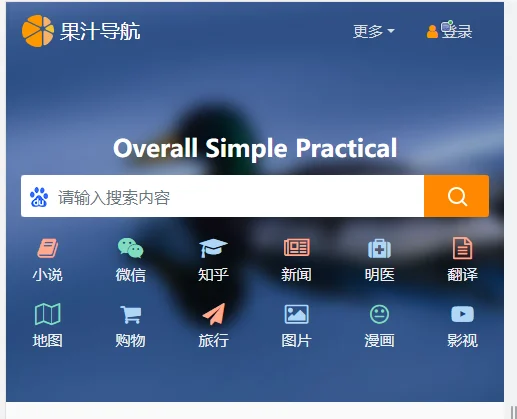 果汁导航 更多 登录
Overall Simple Practical
请输入搜索内容
小说 微信 知乎 新闻 明医 翻译
地图 购物 旅行 图片 漫画 影视